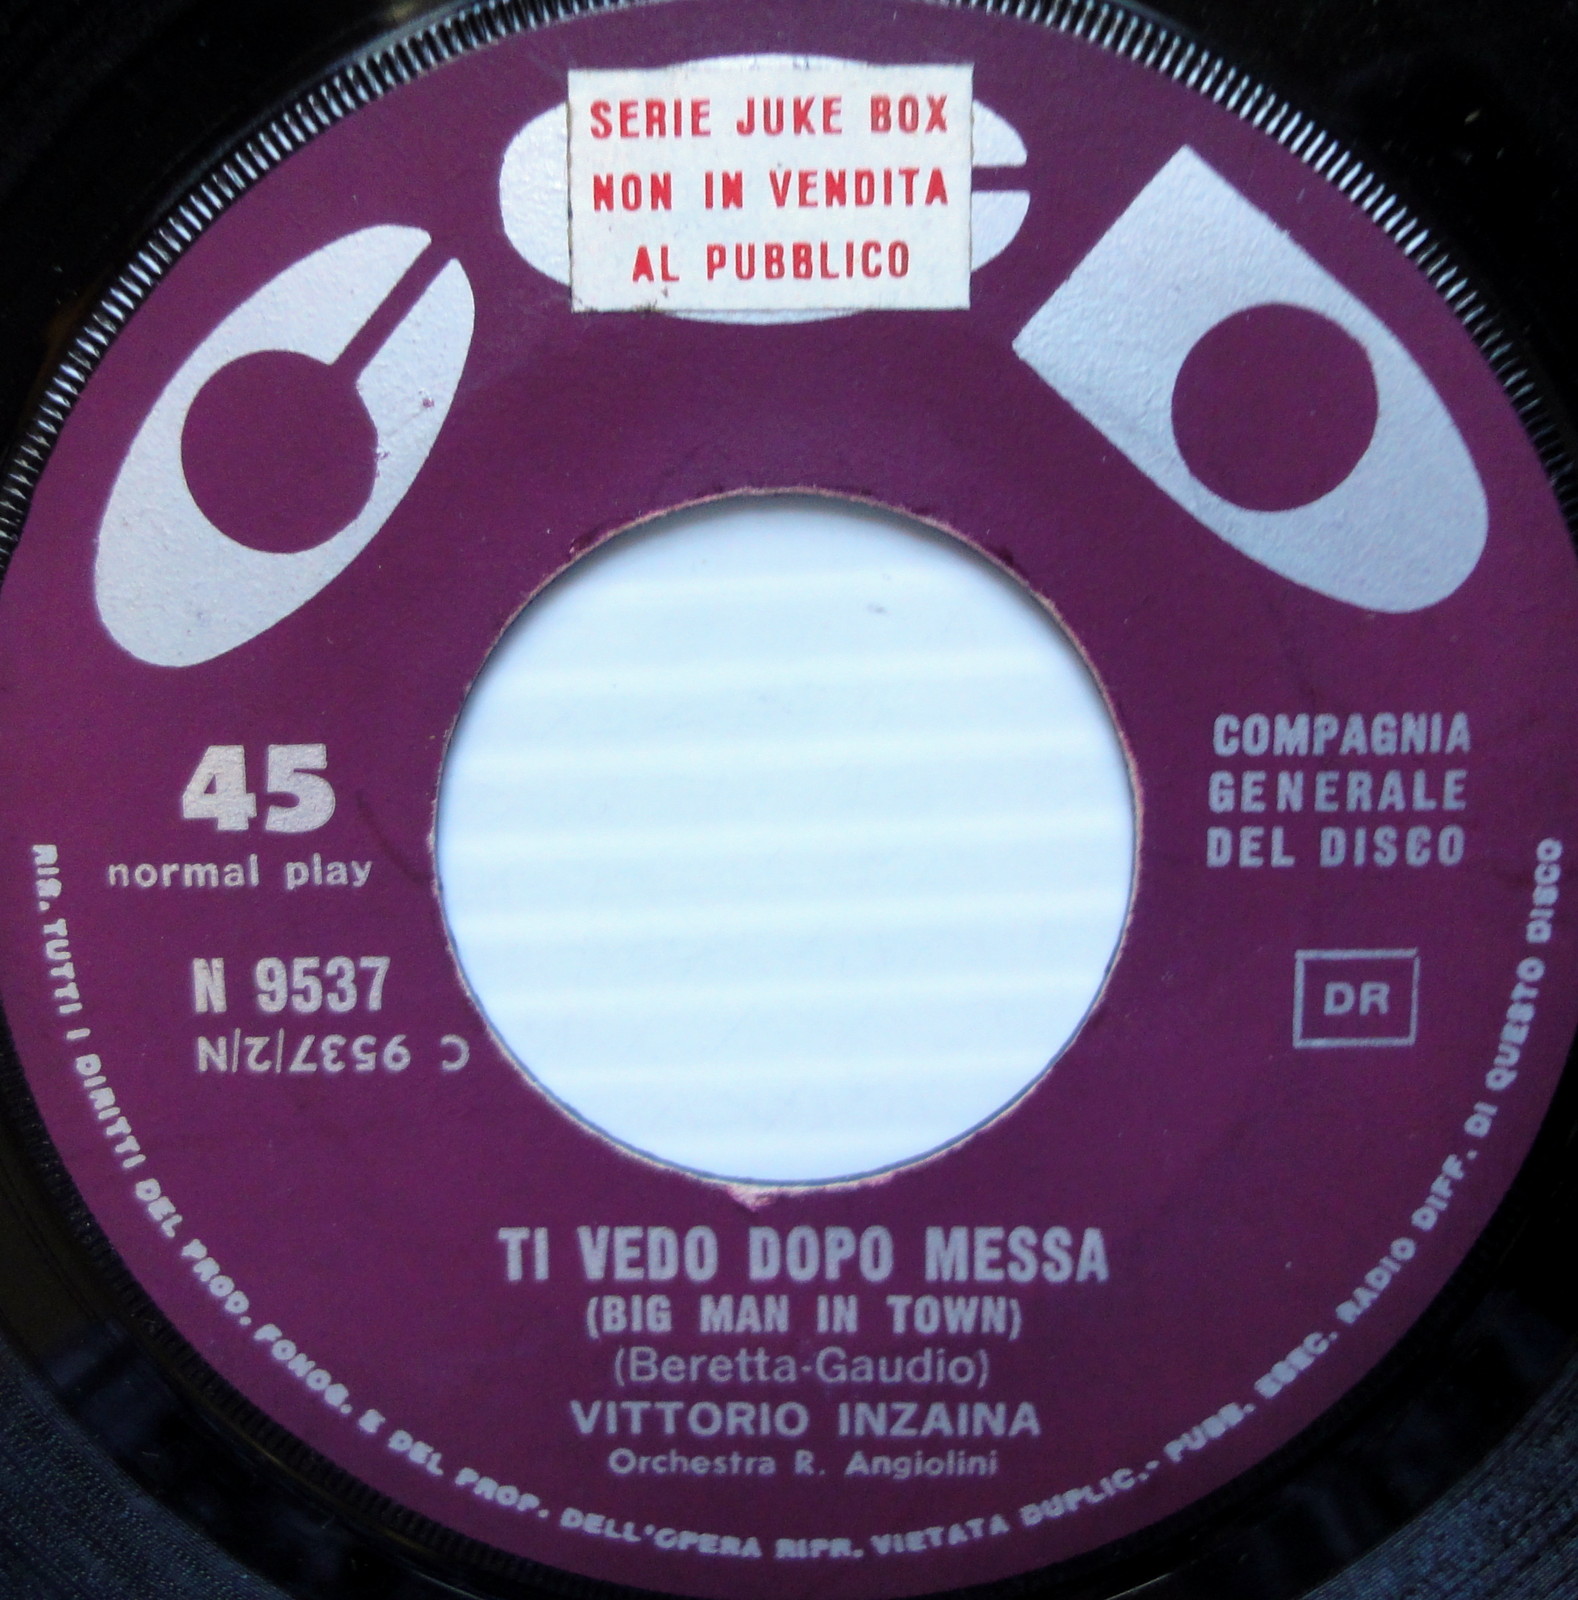 CGD
SERIE JUKE BOX
NON IN VENDITA
AL PUBBLICO
45
normal play
N 9537
C 9537/2/N
COMPAGNIA
GENERALE
DEL DISCO
DR
TI VEDO DOPO MESSA
(BIG MAN IN TOWN)
(Beretta-Gaudio)
VITTORIO INZAINA
Orchestra R. Angiolini
RIS. TUTTI I DIRITTI DEL PROD. FONOG. E DEL PROP. DELL'OPERA RIPR. VIETATA DUPLIC.- PUBB. ESEC. RADIO DIFF. DI QUESTO DISCO